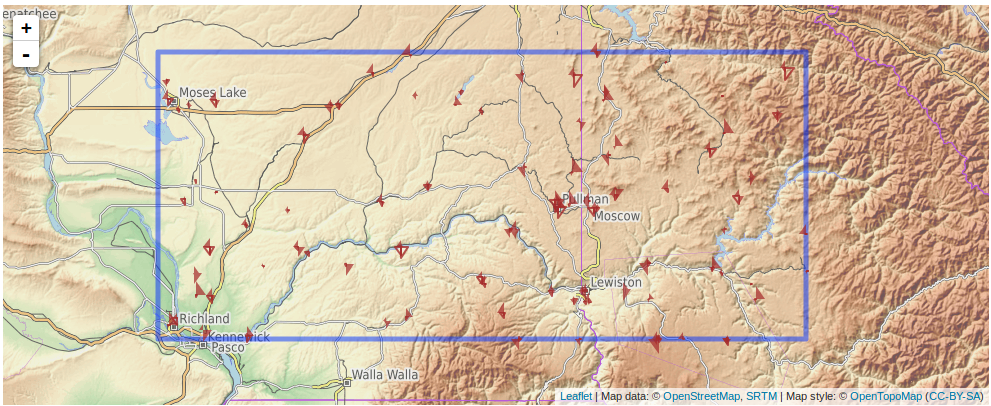 enatchee
+
-
Moses Lake
Pullman
Moscow
Lewiston
Richland
Kennewick
Pasco
Walla Walla
Leaflet | Map data: © OpenStreetMap, SRTM | Map style: © OpenTopoMap (CC-BY-SA)